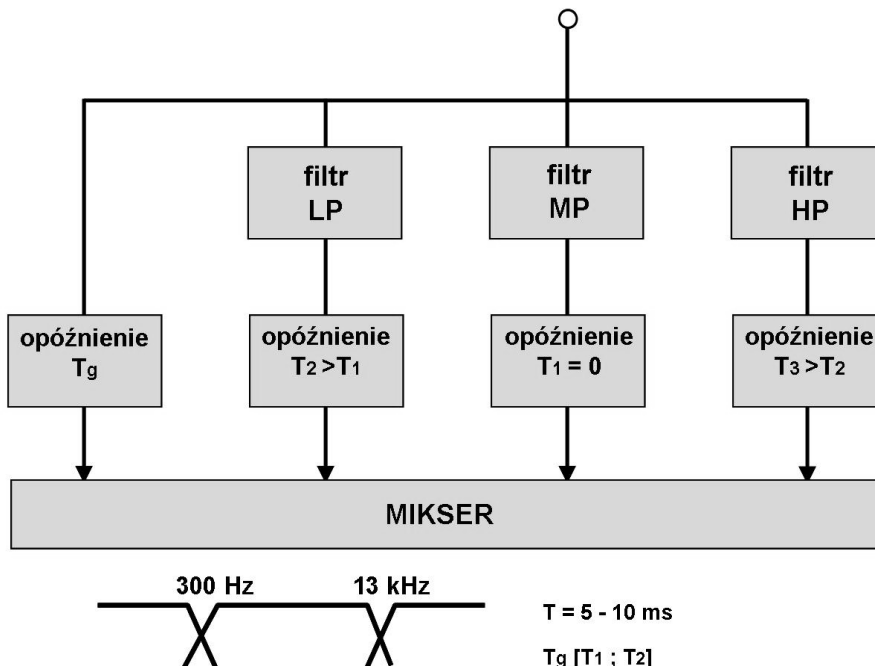 filtr
LP
filtr
MP
filtr
HP
opóźnienie
Tg
opóźnienie
T2 >T1
opóźnienie
T1 = 0
opóźnienie
T3 >T2
MIKSER
300 Hz
13 kHz
T = 5 - 10 ms
Tg [T1 ; T2]